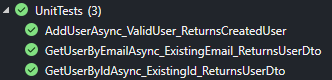 UnitTests (3)
AddUserAsync_ValidUser_ReturnsCreatedUser
GetUserByEmailAsync_ExistingEmail_ReturnsUserDto
GetUserByIdAsync_ExistingId_ReturnsUserDto